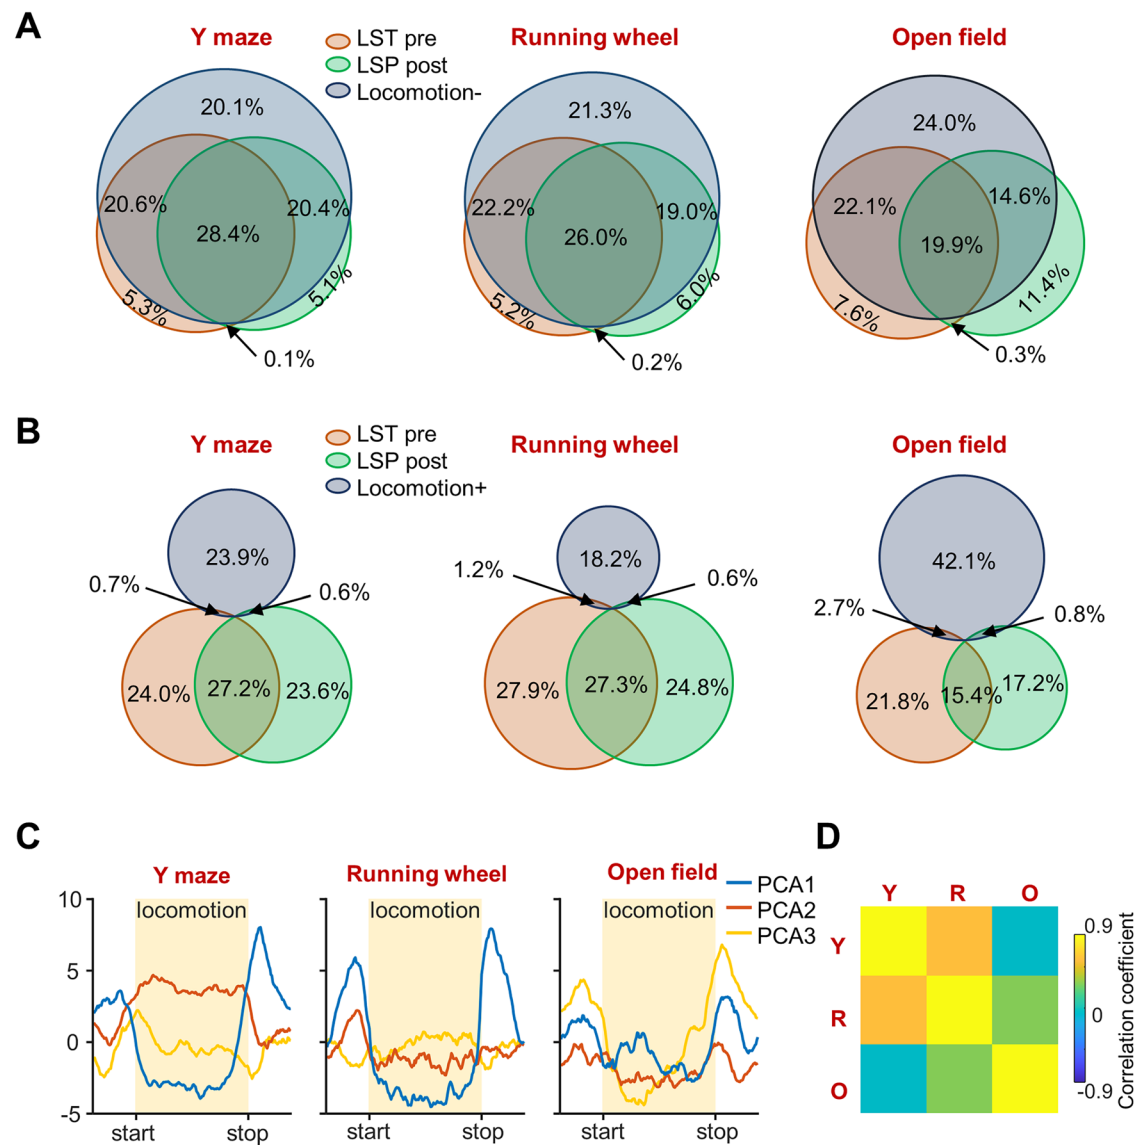 A
Y maze
LST pre
LSP post
Locomotion-
Running wheel
Open field
20.1%
20.6%
20.4%
28.4%
5.3%
5.1%
0.1%
21.3%
22.2%
19.0%
26.0%
5.2%
6.0%
0.2%
24.0%
22.1%
14.6%
19.9%
7.6%
11.4%
0.3%
B
Y maze
LST pre
LSP post
Locomotion+
Running wheel
Open field
23.9%
0.7%
0.6%
24.0%
27.2%
23.6%
18.2%
1.2%
0.6%
27.9%
27.3%
24.8%
42.1%
2.7%
0.8%
21.8%
15.4%
17.2%
C
Y maze
Running wheel
Open field
PCA1
PCA2
PCA3
10
5
0
-5
locomotion
start
stop
locomotion
start
stop
locomotion
start
stop
D
Y
R
O
Y
R
O
0.9
0
-0.9
Correlation coefficient